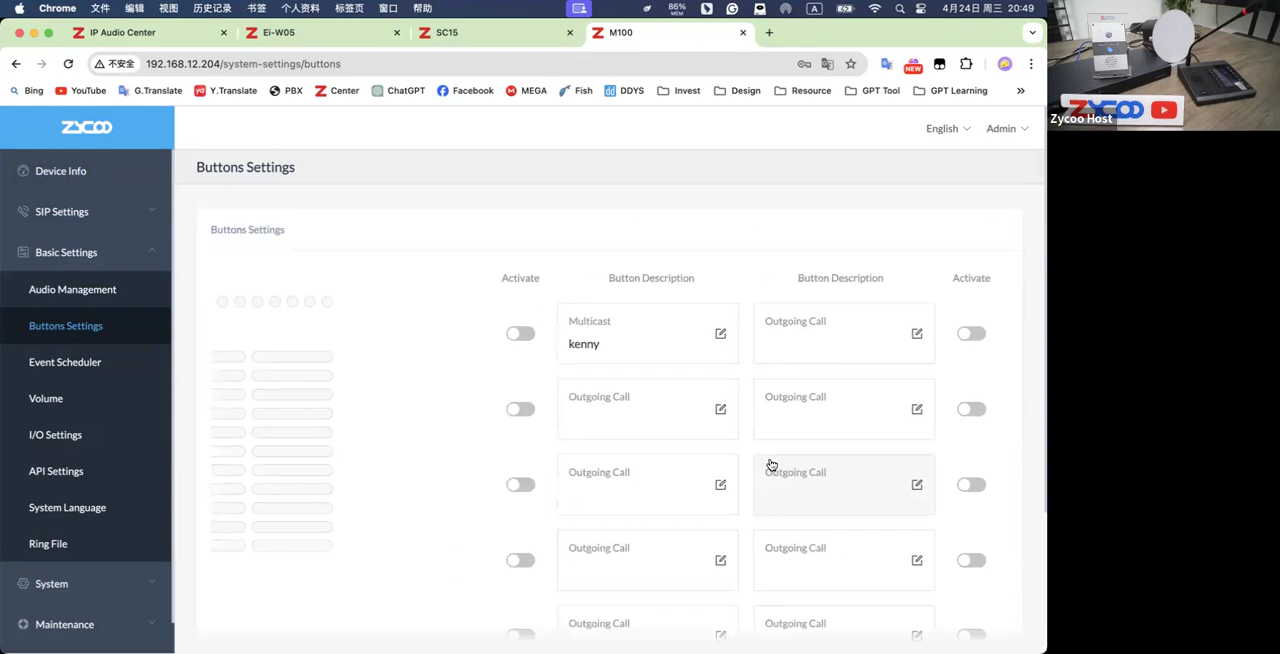 Chrome 文件 编辑 视图 历史记录 书签 个人资料 标签页 窗口 帮助 86% MEM A 4月24日 周三 20:49
IP Audio Center Ei-W05 SC15 M100
不安全 192.168.12.204/system-settings/buttons NEW
Bing YouTube G.Translate Y.Translate PBX Center ChatGPT Facebook MEGA Fish DDYS Invest Design Resource GPT Tool GPT Learning
ZYCOO
English Admin
Device Info
SIP Settings
Basic Settings
Audio Management
Buttons Settings
Event Scheduler
Volume
I/O Settings
API Settings
System Language
Ring File
System
Maintenance
Buttons Settings
Buttons Settings
Activate Button Description Button Description Activate
Multicast Outgoing Call
kenny
Outgoing Call Outgoing Call
Outgoing Call Outgoing Call
Outgoing Call Outgoing Call
Outgoing Call Outgoing Call
ZYCOO
Zycoo Host